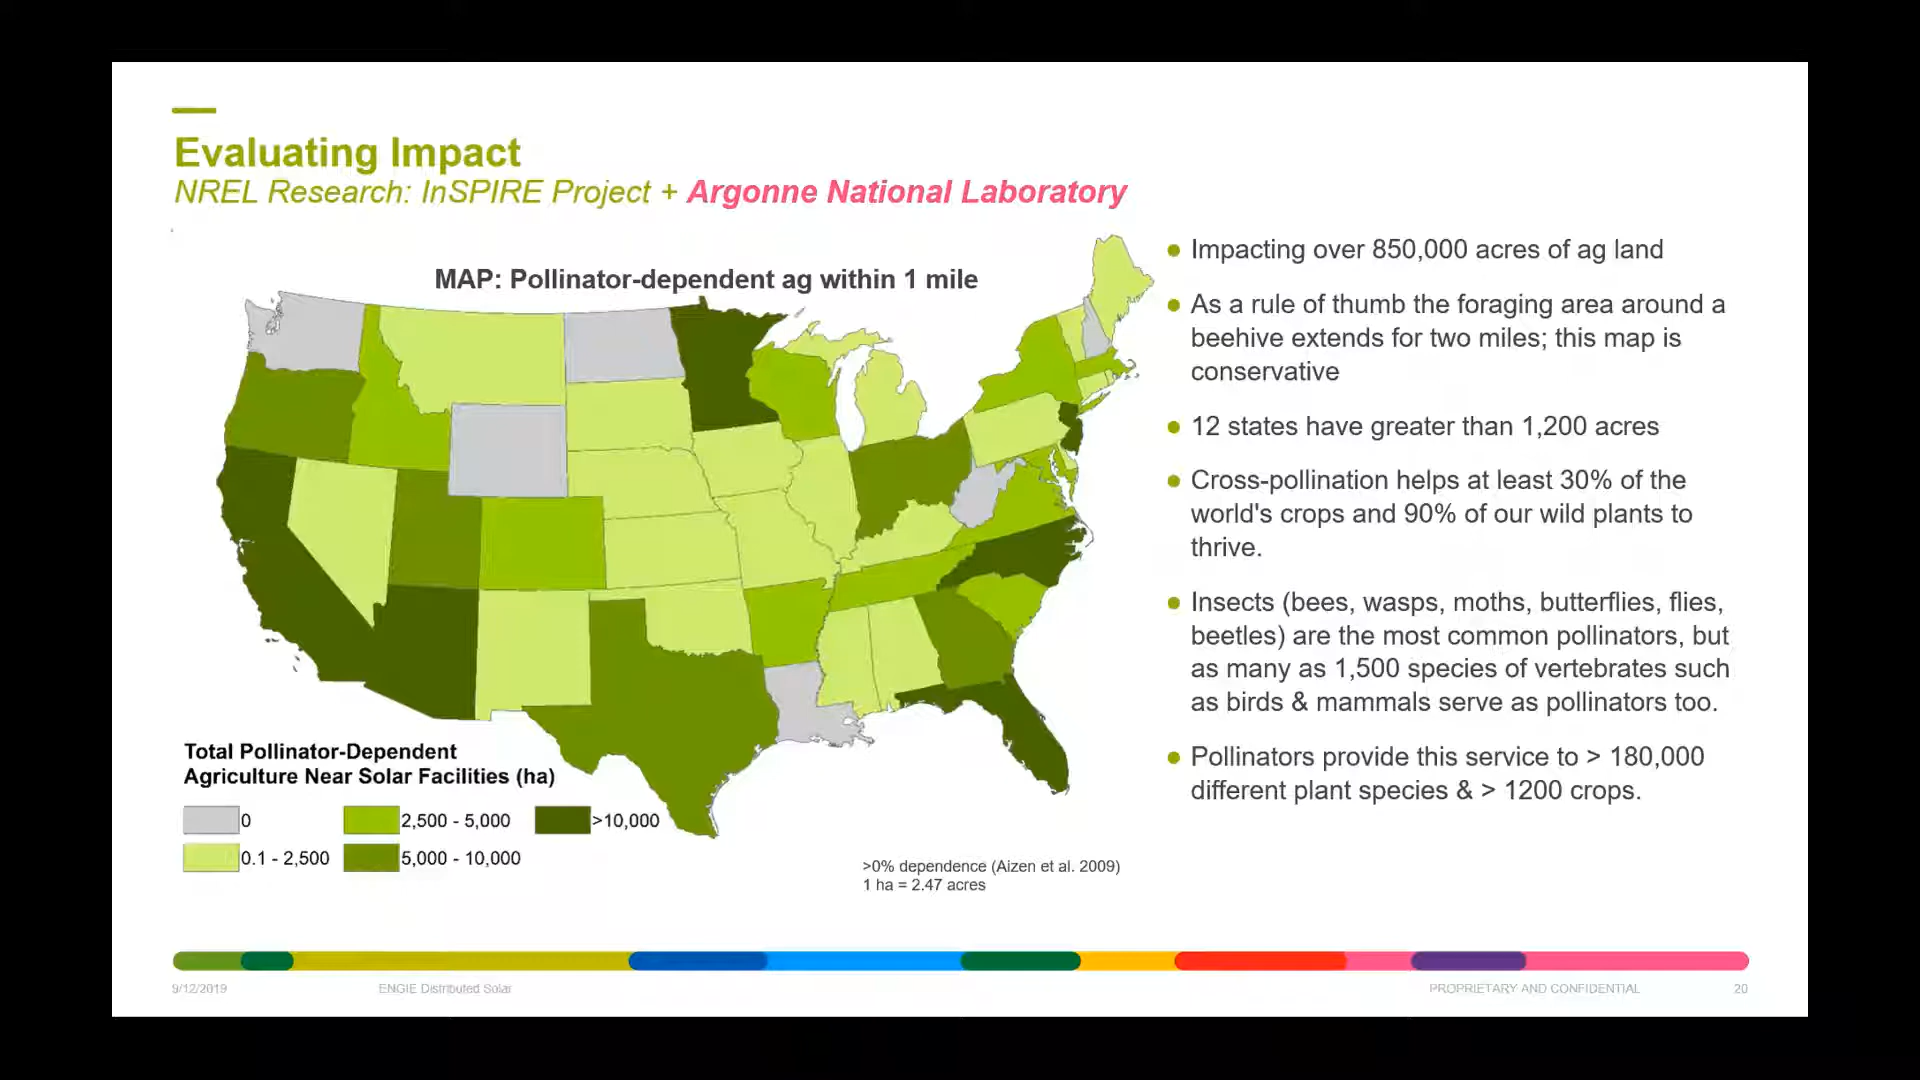 Evaluating Impact
NREL Research: InSPIRE Project + Argonne National Laboratory
MAP: Pollinator-dependent ag within 1 mile
Total Pollinator-Dependent
Agriculture Near Solar Facilities (ha)
0
2,500 - 5,000
>10,000
0.1 - 2,500
5,000 - 10,000
>0% dependence (Aizen et al. 2009)
1 ha = 2.47 acres
Impacting over 850,000 acres of ag land
As a rule of thumb the foraging area around a
beehive extends for two miles; this map is
conservative
12 states have greater than 1,200 acres
Cross-pollination helps at least 30% of the
world's crops and 90% of our wild plants to
thrive.
Insects (bees, wasps, moths, butterflies, flies,
beetles) are the most common pollinators, but
as many as 1,500 species of vertebrates such
as birds & mammals serve as pollinators too.
Pollinators provide this service to > 180,000
different plant species & > 1200 crops.
9/12/2019
ENGIE Distributed Solar
PROPRIETARY AND CONFIDENTIAL
20